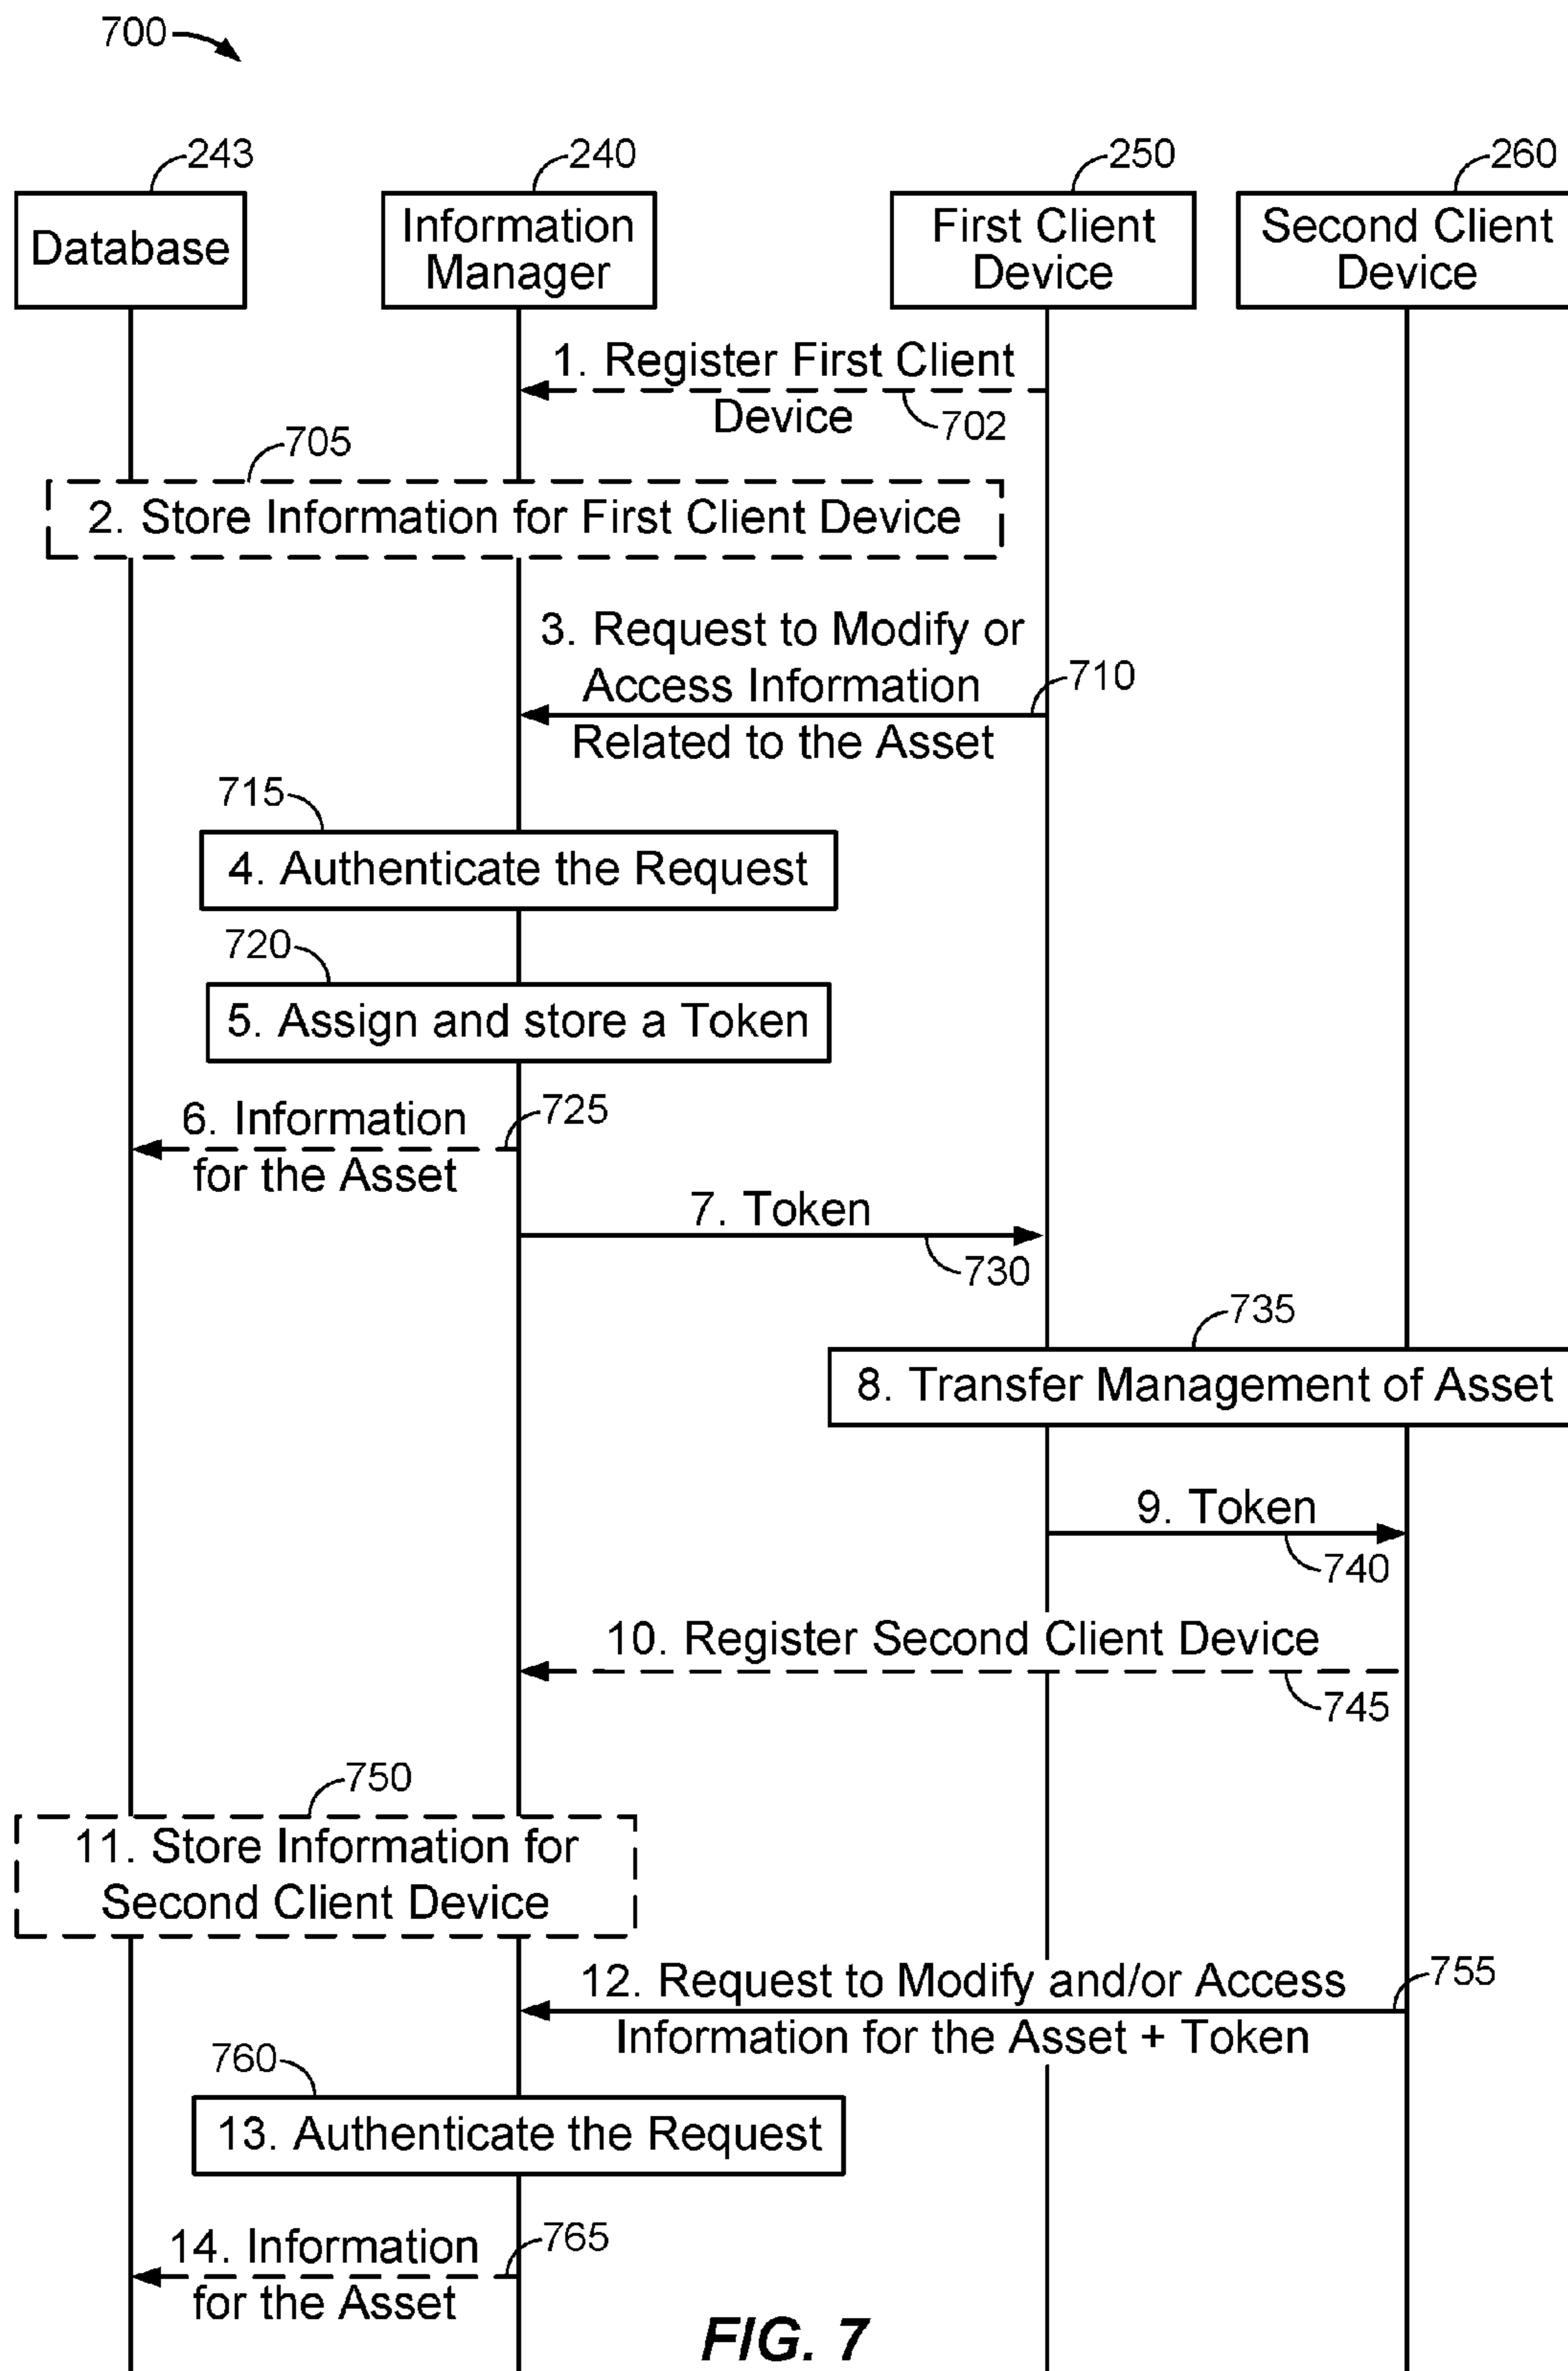 700
243
240
250
260
Database
Information
Manager
First Client
Device
Second Client
Device
1. Register First Client
Device
702
705
2. Store Information for First Client Device
3. Request to Modify or
Access Information
710
Related to the Asset
715
4. Authenticate the Request
720
5. Assign and store a Token
6. Information
725
for the Asset
7. Token
730
735
8. Transfer Management of Asset
9. Token
740
10. Register Second Client Device
745
750
11. Store Information for
Second Client Device
12. Request to Modify and/or Access
755
Information for the Asset + Token
760
13. Authenticate the Request
14. Information
765
for the Asset
FIG. 7